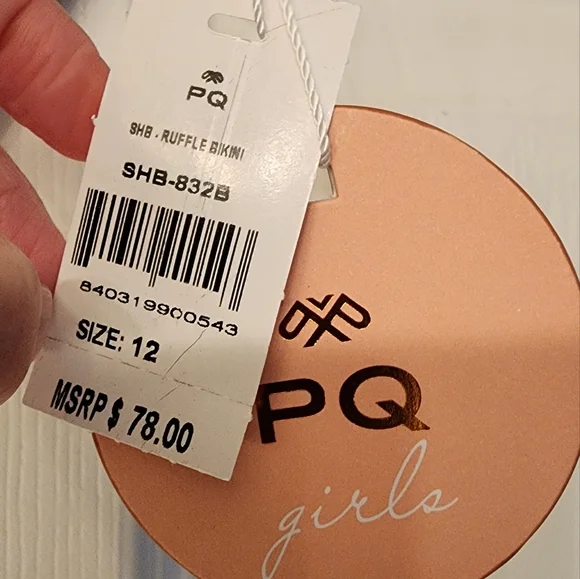 PQ
SHB - RUFFLE BIKINI
SHB-832B
840319900543
SIZE: 12
MSRP $ 78.00
PQ
girls